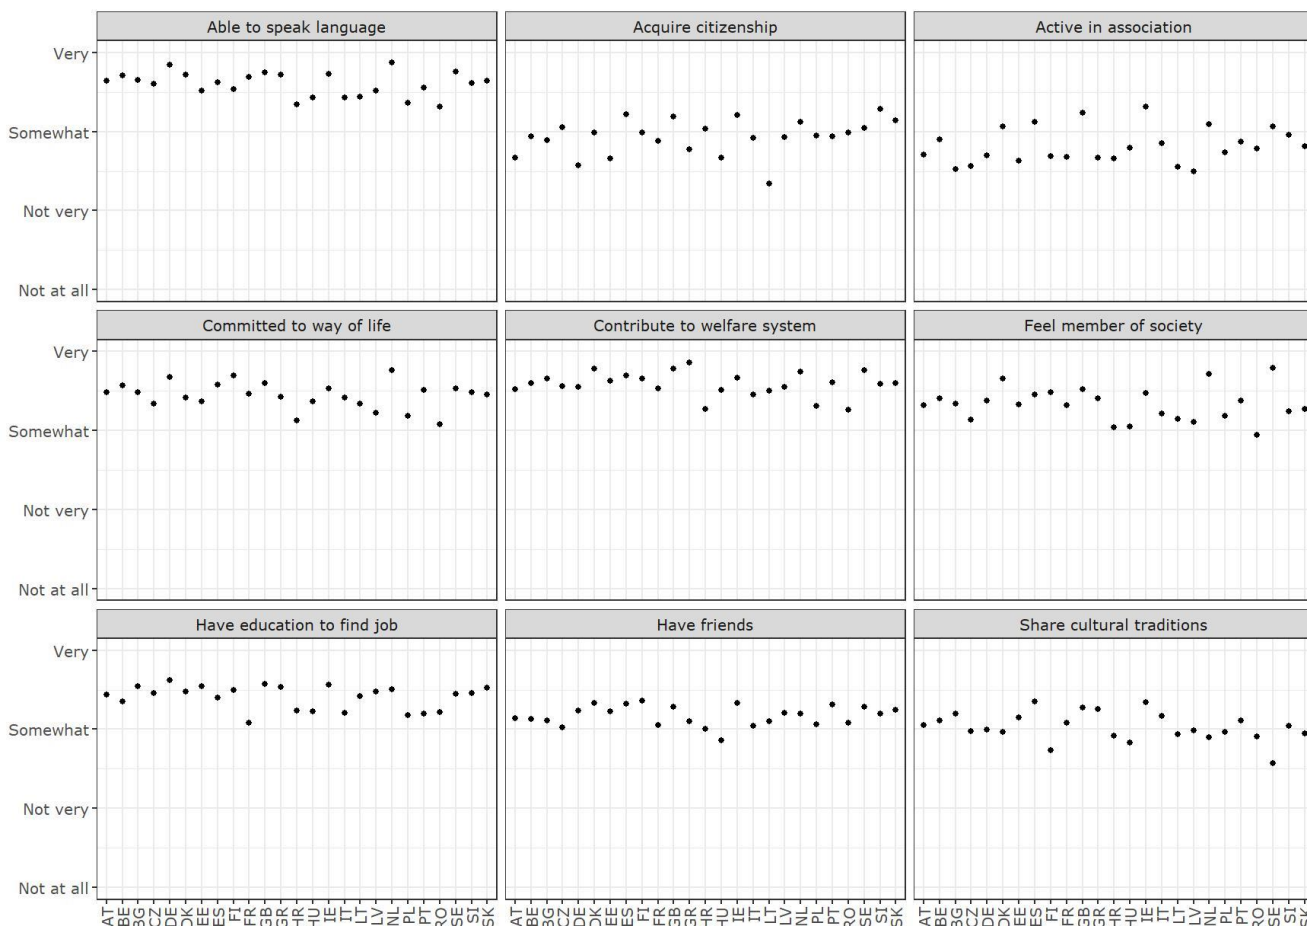 Able to speak language
Acquire citizenship
Active in association
Very
Somewhat
Not very
Not at all
Committed to way of life
Contribute to welfare system
Feel member of society
Very
Somewhat
Not very
Not at all
Have education to find job
Have friends
Share cultural traditions
Very
Somewhat
Not very
Not at all
AT BE BG CZ DE DK EE ES FI FR GB GR HR HU IE IT LT LV NL PL PT RO SE SI SK
AT BE BG CZ DE DK EE ES FI FR GB GR HR HU IE IT LT LV NL PL PT RO SE SI SK
AT BE BG CZ DE DK EE ES FI FR GB GR HR HU IE IT LT LV NL PL PT RO SE SI SK